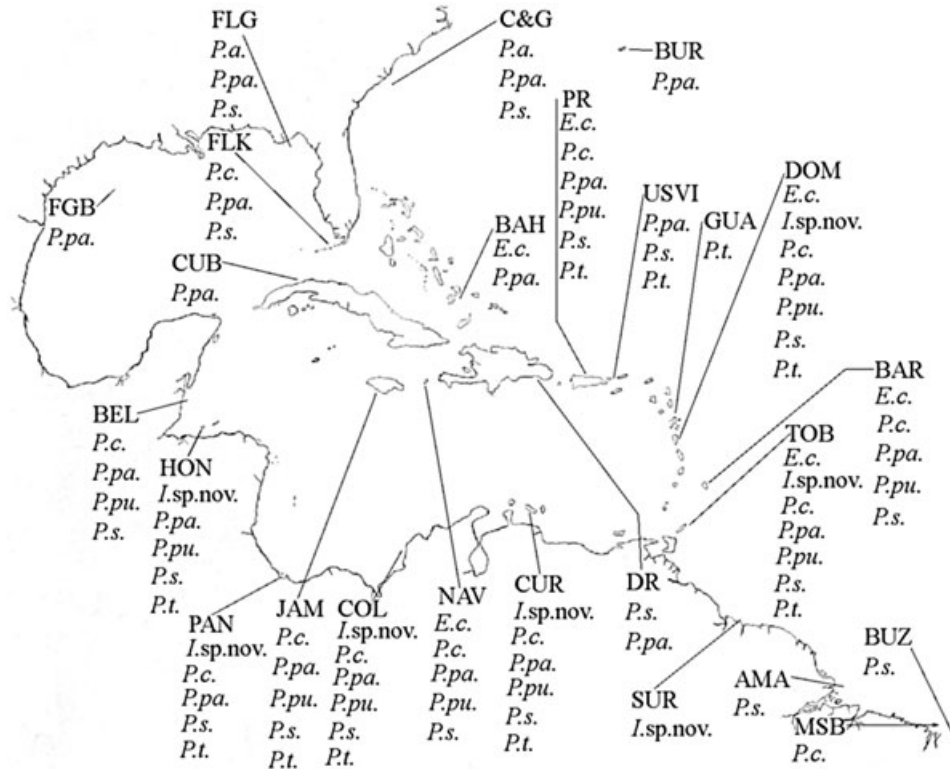 FLG
P.a.
P.pa.
P.s.
C&G
P.a.
P.pa.
P.s.
BUR
P.pa.
PR
E.c.
P.c.
P.pa.
P.pu.
P.s.
P.t.
FLK
P.c.
P.pa.
P.s.
FGB
P.pa.
DOM
E.c.
I.sp.nov.
P.c.
P.pa.
P.pu.
P.s.
P.t.
USVI
P.pa.
P.s.
P.t.
GUA
P.t.
BAH
E.c.
P.pa.
CUB
P.pa.
BAR
E.c.
P.c.
P.pa.
P.pu.
P.s.
BEL
P.c.
P.pa.
P.pu.
P.s.
TOB
E.c.
I.sp.nov.
P.c.
P.pa.
P.pu.
P.s.
P.t.
HON
I.sp.nov.
P.pa.
P.pu.
P.s.
P.t.
PAN
I.sp.nov.
P.c.
P.pa.
P.s.
P.t.
JAM
P.c.
P.pa.
P.pu.
P.s.
P.t.
COL
I.sp.nov.
P.c.
P.pa.
P.pu.
P.s.
P.t.
NAV
E.c.
P.c.
P.pa.
P.pu.
P.s.
CUR
I.sp.nov.
P.c.
P.pa.
P.pu.
P.s.
P.t.
DR
P.s.
P.pa.
SUR
I.sp.nov.
AMA
P.s.
BUZ
P.s.
MSB
P.c.